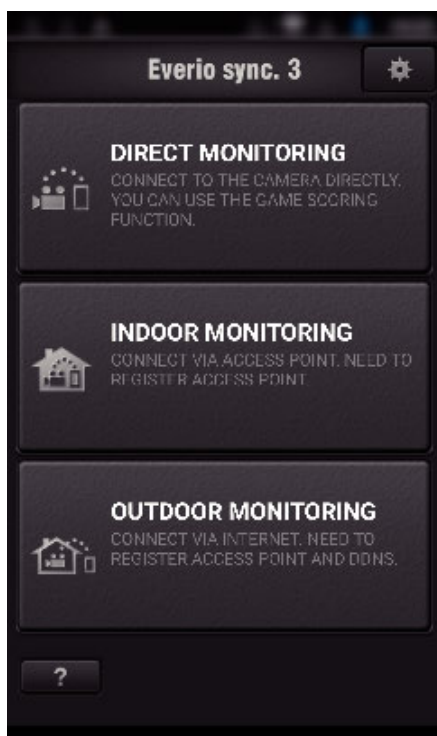 Everio sync. 3
DIRECT MONITORING
CONNECT TO THE CAMERA DIRECTLY.
YOU CAN USE THE GAME SCORING
FUNCTION.
INDOOR MONITORING
CONNECT VIA ACCESS POINT. NEED TO
REGISTER ACCESS POINT.
OUTDOOR MONITORING
CONNECT VIA INTERNET. NEED TO
REGISTER ACCESS POINT AND DDNS.
?